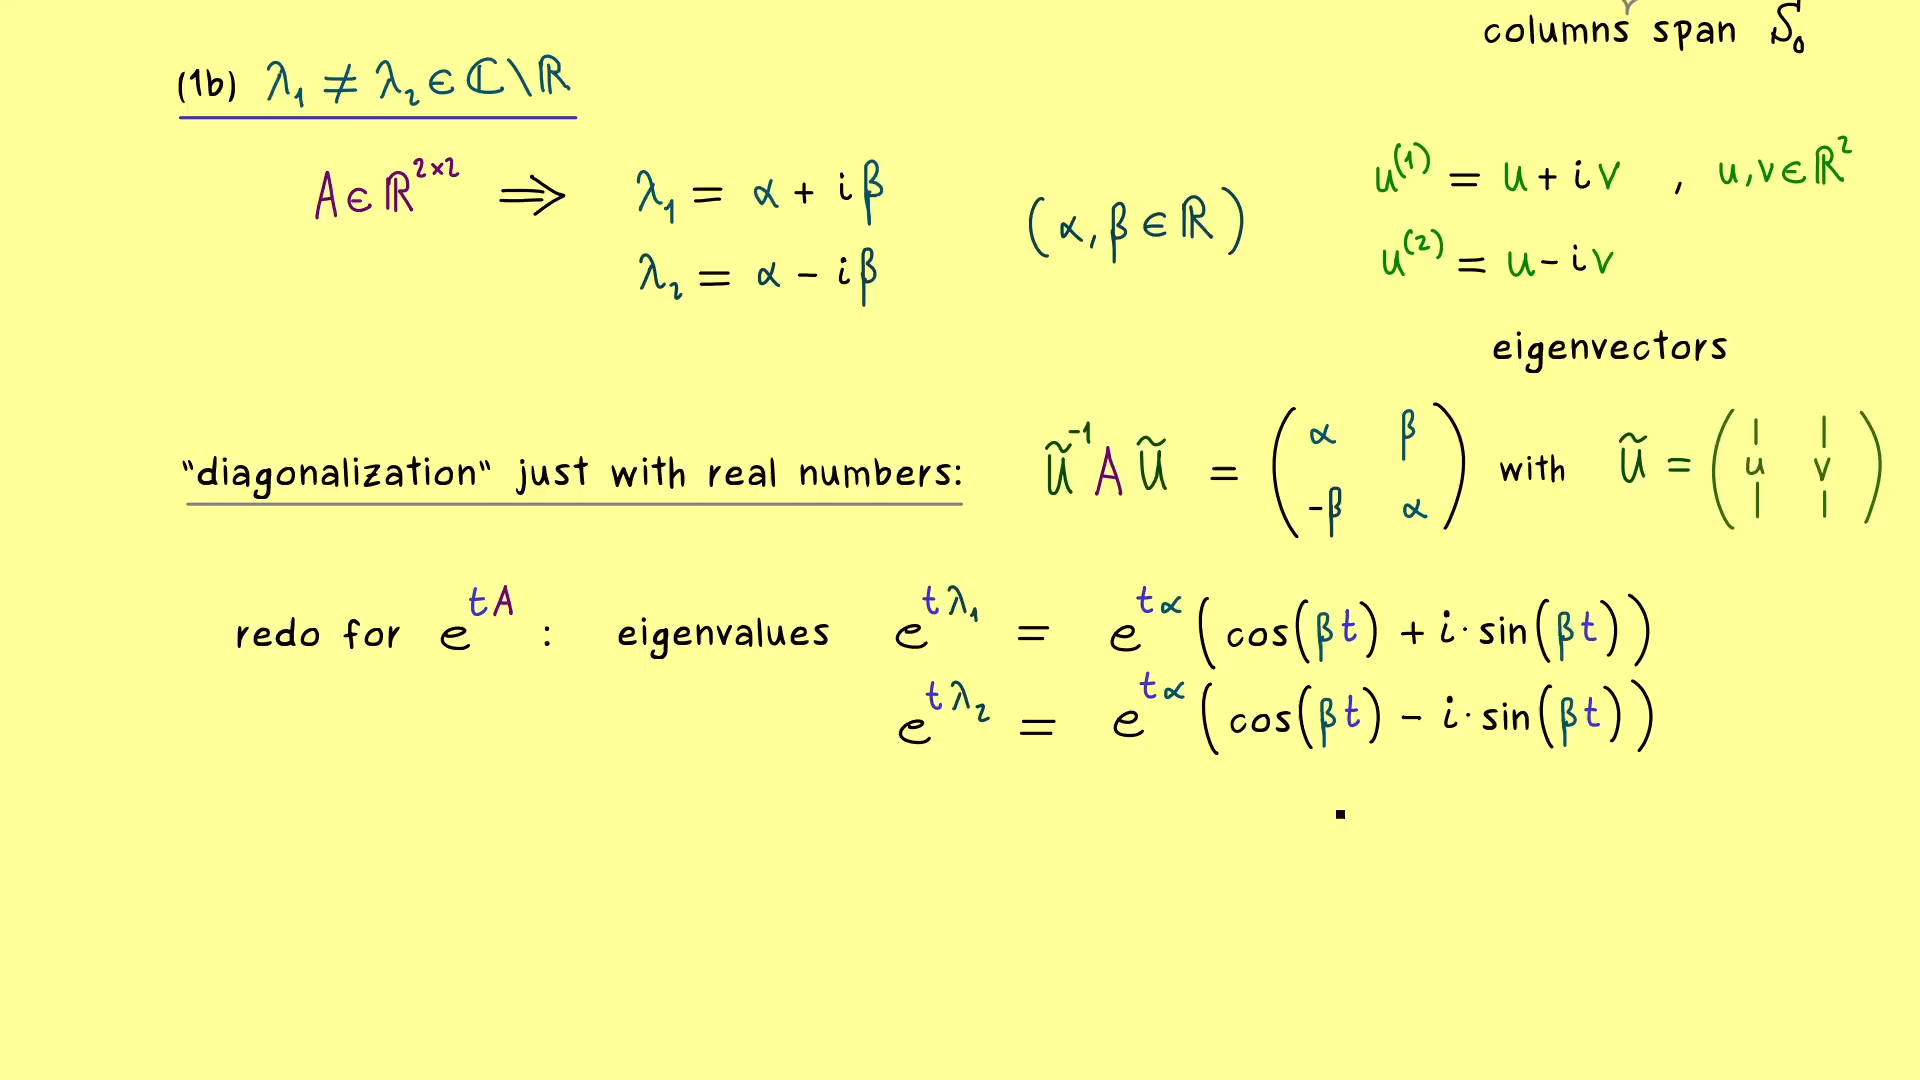 columns span S₀
(1b) λ₁ ≠ λ₂ ∈ ℂ\ℝ
A ∈ ℝ²ˣ² ⟹ λ₁ = α + iβ (α, β ∈ ℝ) u⁽¹⁾ = u + iv , u, v ∈ ℝ²
λ₂ = α - iβ u⁽²⁾ = u - iv
eigenvectors
"diagonalization" just with real numbers: Ũ⁻¹ A Ũ = ( α β ; -β α ) with Ũ = ( | | ; u v ; | | )
redo for e^{tA} : eigenvalues e^{tλ₁} = e^{tα} (cos(βt) + i·sin(βt))
e^{tλ₂} = e^{tα} (cos(βt) - i·sin(βt))